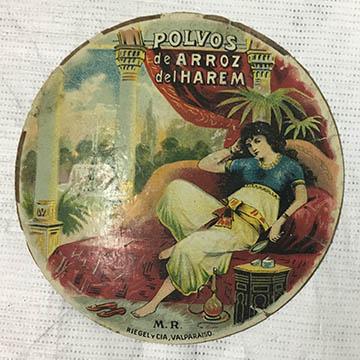 POLVOS
de ARROZ
del HAREM
M.R.
RIEGEL Y CIA, VALPARAISO.